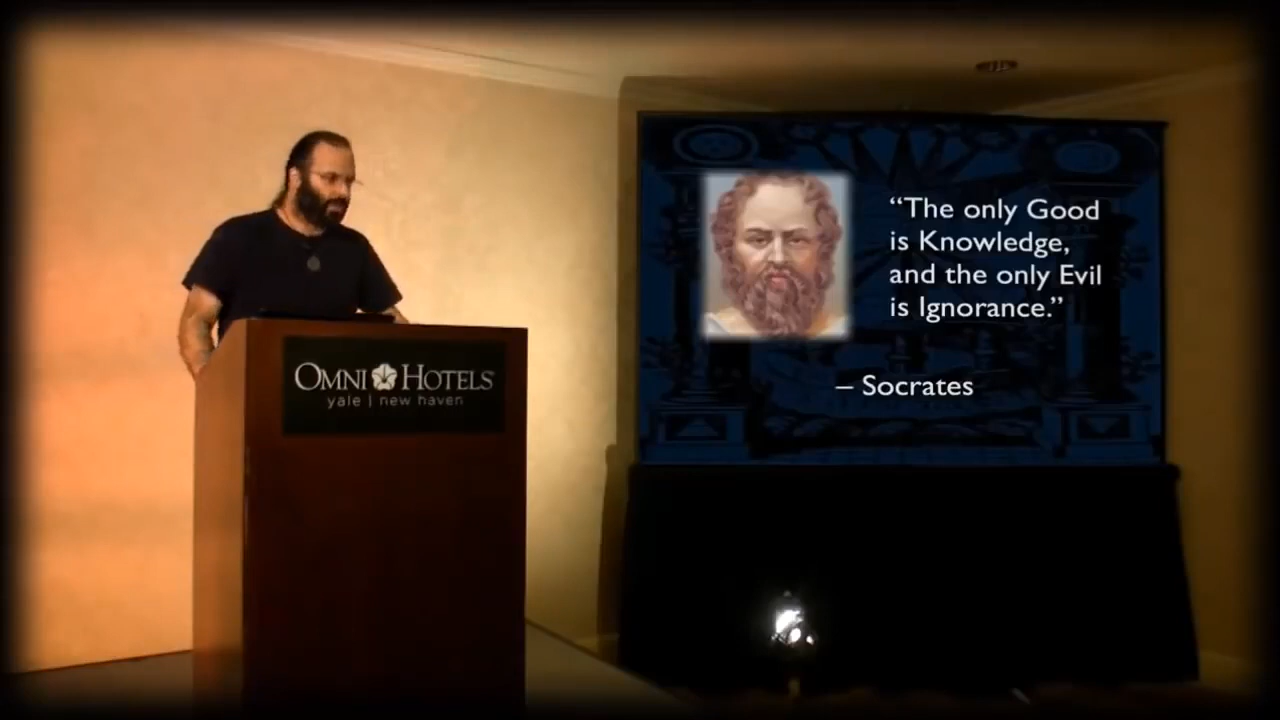 OMNI HOTELS
yale | new haven
“The only Good
is Knowledge,
and the only Evil
is Ignorance.”
– Socrates